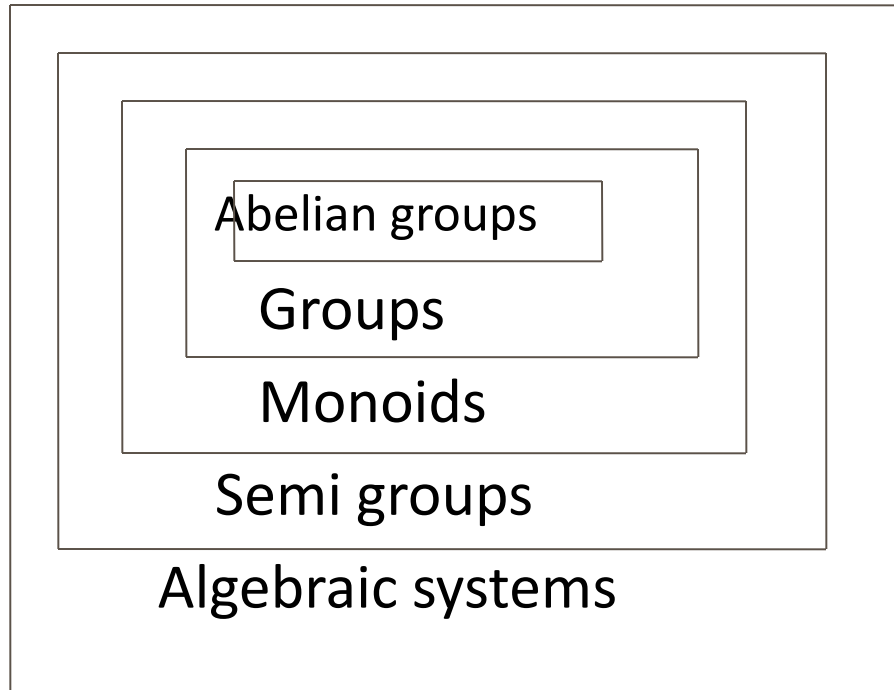 Abelian groups
Groups
Monoids
Semi groups
Algebraic systems